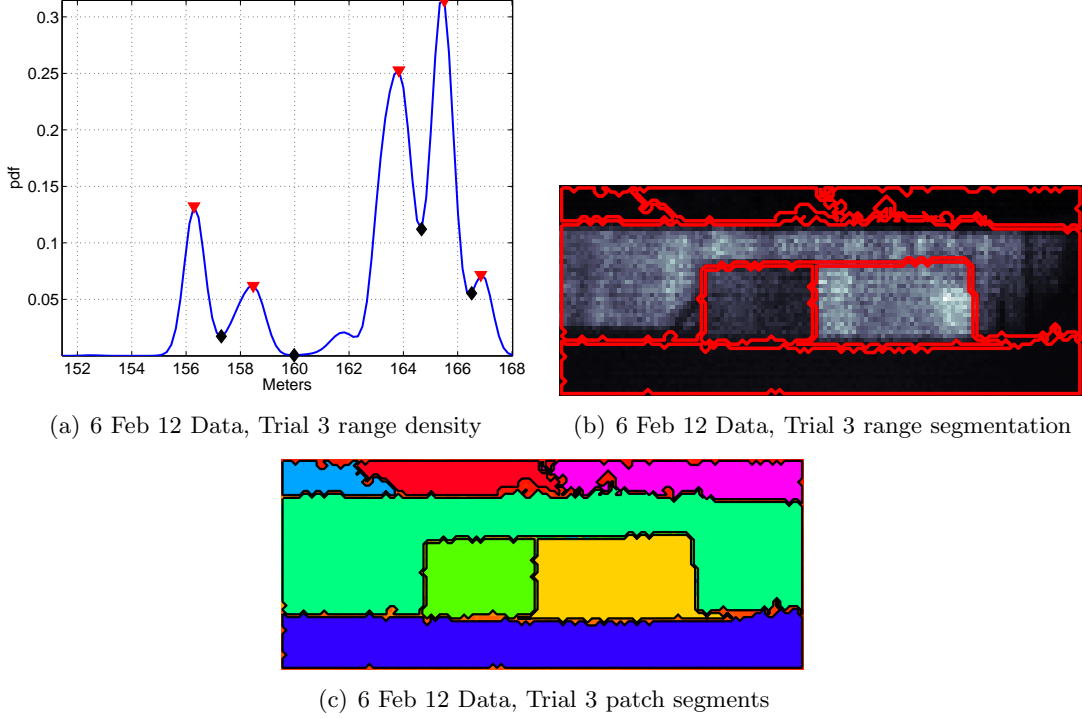 0.3
0.25
0.2
0.15
0.1
0.05
pdf
152 154 156 158 160 162 164 166 168
Meters
(a) 6 Feb 12 Data, Trial 3 range density
(b) 6 Feb 12 Data, Trial 3 range segmentation
(c) 6 Feb 12 Data, Trial 3 patch segments